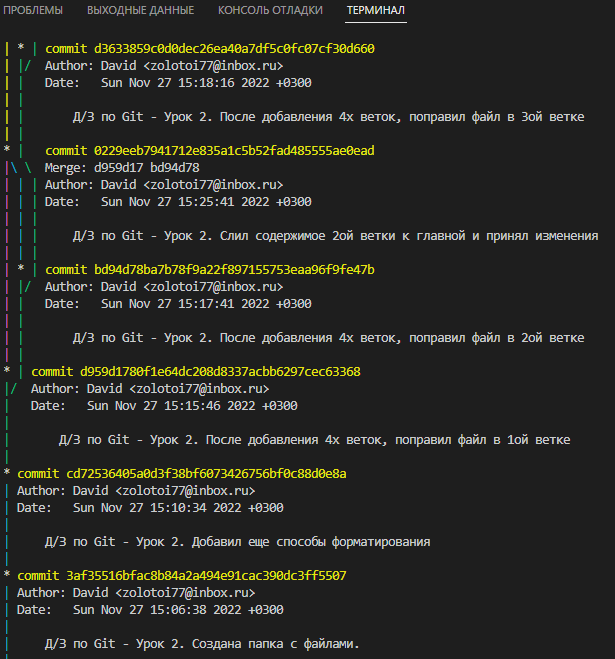 ПРОБЛЕМЫ ВЫХОДНЫЕ ДАННЫЕ КОНСОЛЬ ОТЛАДКИ ТЕРМИНАЛ
| * | commit d3633859c0d0dec26ea40a7df5c0fc07cf30d660
| |/  Author: David <zolotoi77@inbox.ru>
| |   Date:   Sun Nov 27 15:18:16 2022 +0300
| |
| |       Д/З по Git - Урок 2. После добавления 4х веток, поправил файл в 3ой ветке
| |
* |   commit 0229eeb7941712e835a1c5b52fad485555ae0ead
|\ \  Merge: d959d17 bd94d78
| | | Author: David <zolotoi77@inbox.ru>
| | | Date:   Sun Nov 27 15:25:41 2022 +0300
| | |
| | |     Д/З по Git - Урок 2. Слил содержимое 2ой ветки к главной и принял изменения
| | |
| * | commit bd94d78ba7b78f9a22f897155753eaa96f9fe47b
| |/  Author: David <zolotoi77@inbox.ru>
| |   Date:   Sun Nov 27 15:17:41 2022 +0300
| |
| |       Д/З по Git - Урок 2. После добавления 4х веток, поправил файл в 2ой ветке
| |
* | commit d959d1780f1e64dc208d8337acbb6297cec63368
|/  Author: David <zolotoi77@inbox.ru>
|   Date:   Sun Nov 27 15:15:46 2022 +0300
|
|       Д/З по Git - Урок 2. После добавления 4х веток, поправил файл в 1ой ветке
|
* commit cd72536405a0d3f38bf6073426756bf0c88d0e8a
| Author: David <zolotoi77@inbox.ru>
| Date:   Sun Nov 27 15:10:34 2022 +0300
|
|     Д/З по Git - Урок 2. Добавил еще способы форматирования
|
* commit 3af35516bfac8b84a2a494e91cac390dc3ff5507
| Author: David <zolotoi77@inbox.ru>
| Date:   Sun Nov 27 15:06:38 2022 +0300
|
|     Д/З по Git - Урок 2. Создана папка с файлами.